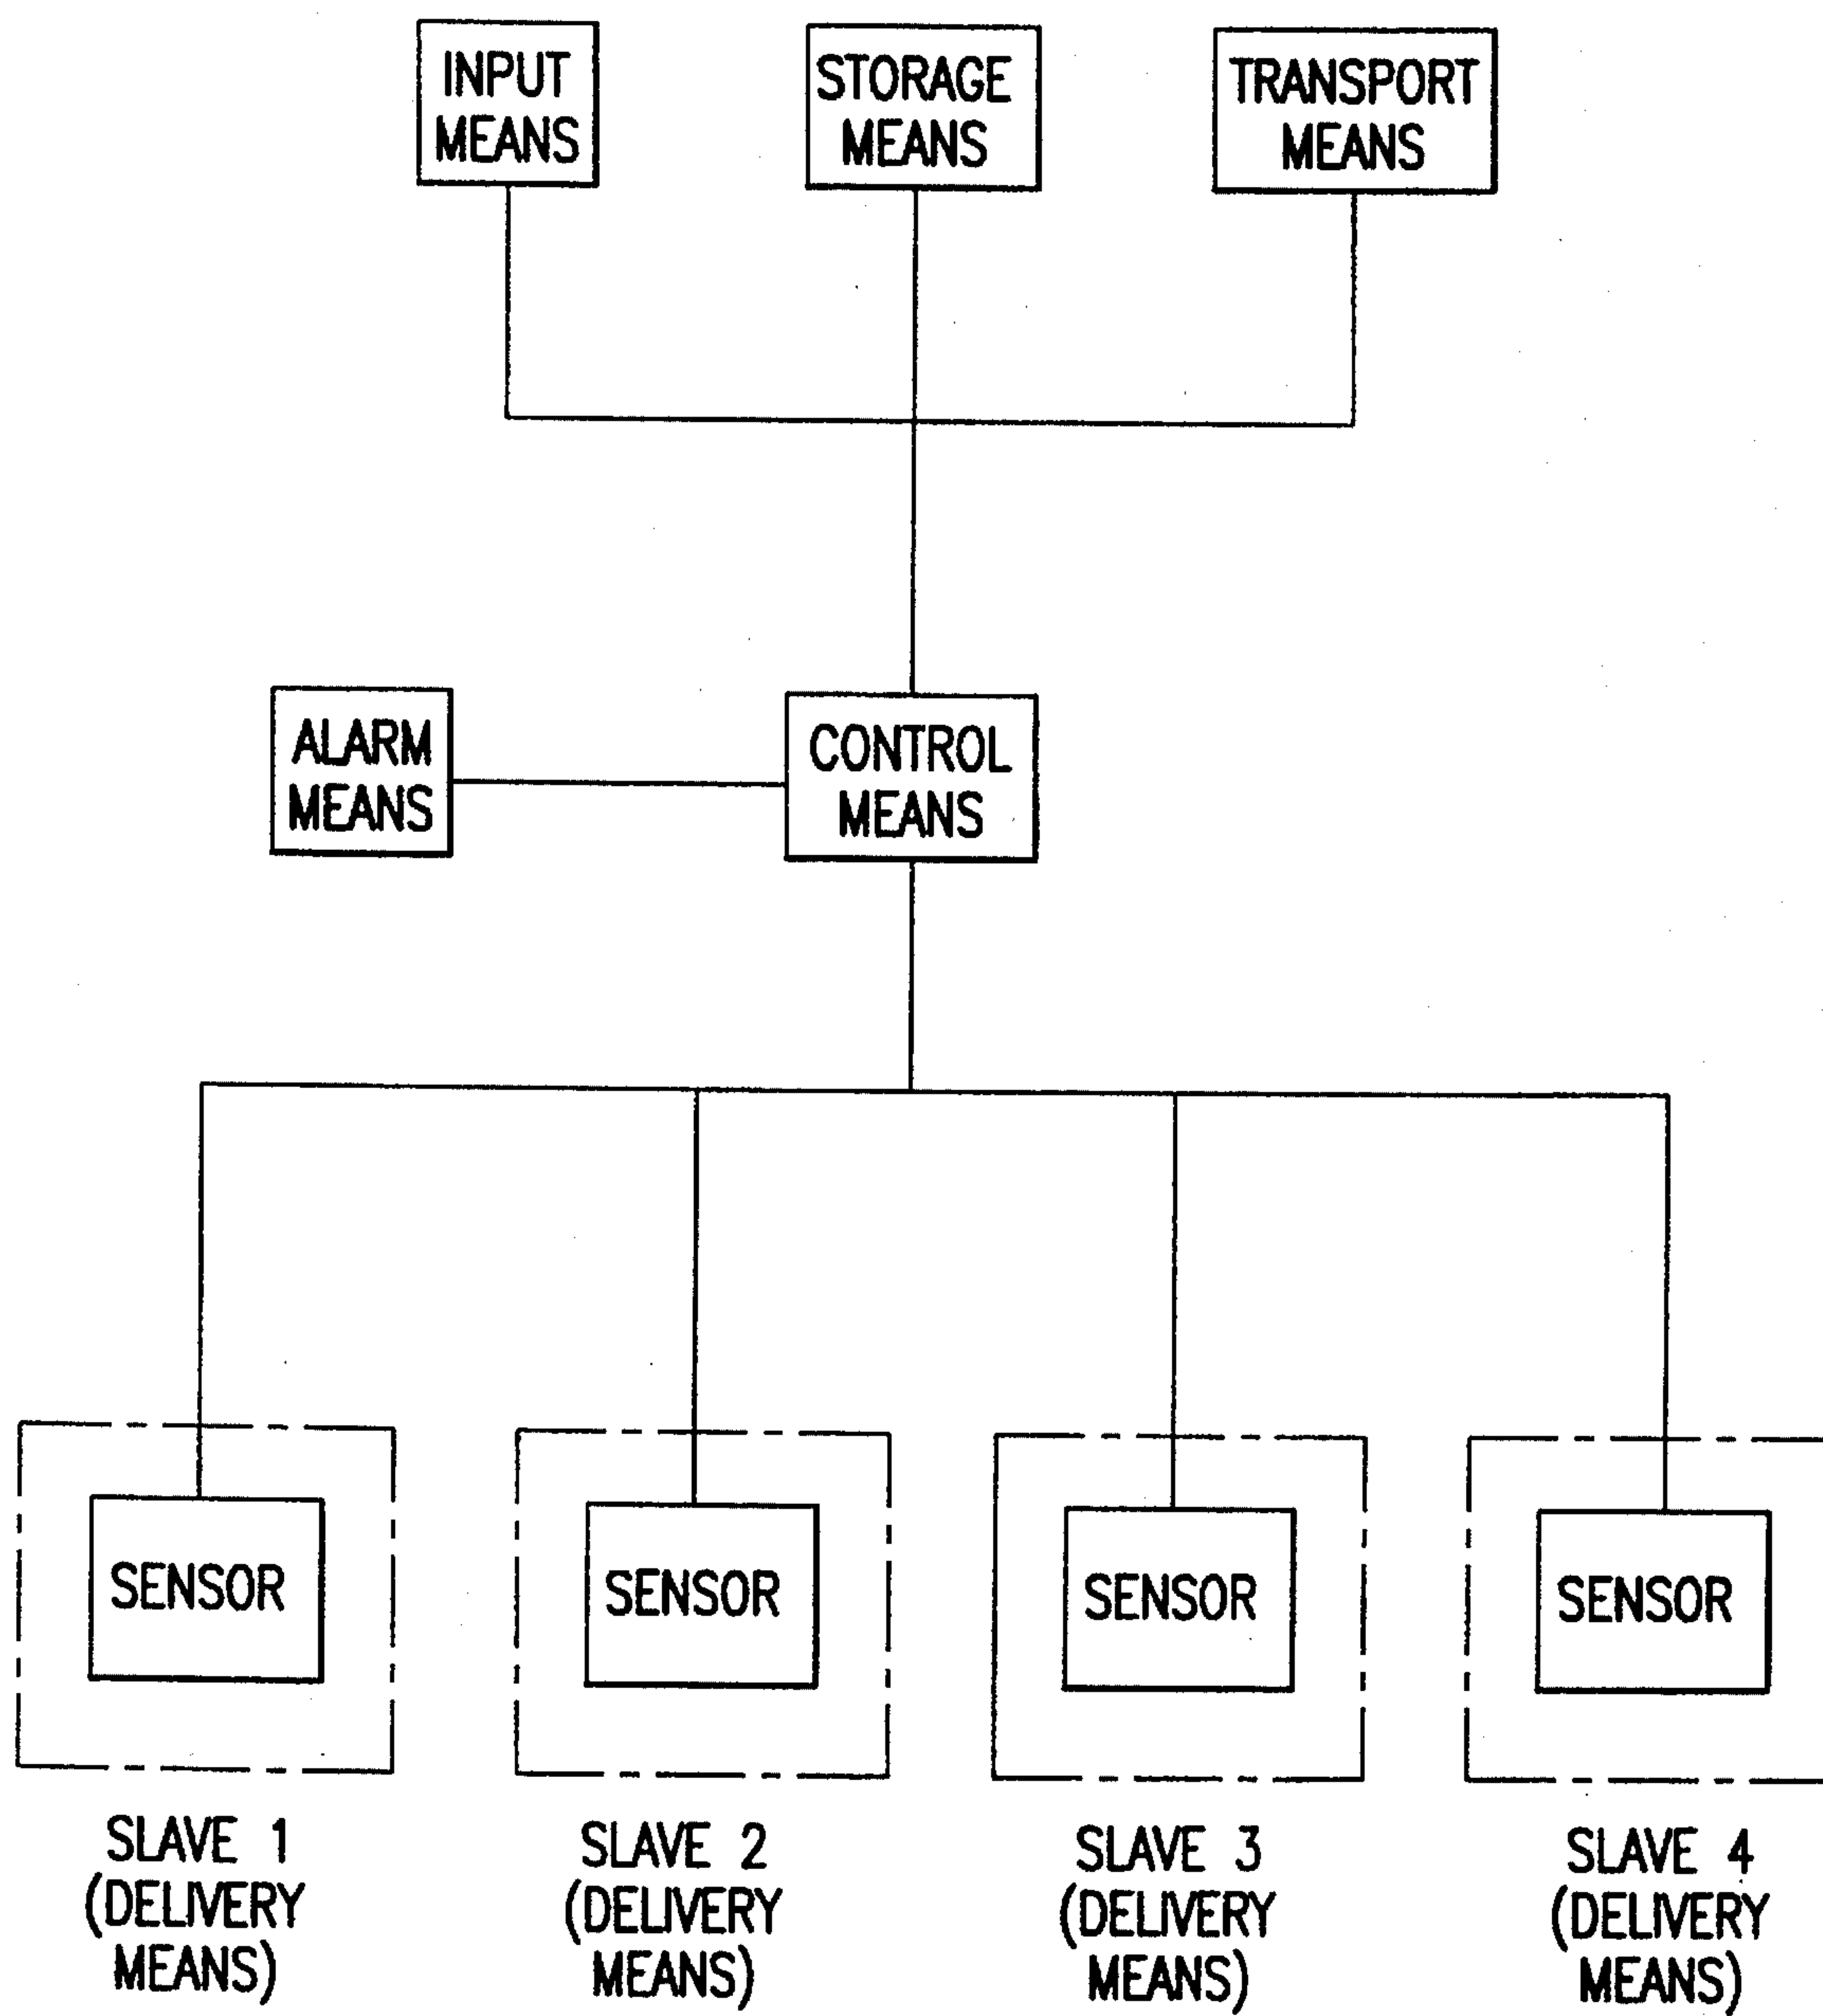 INPUT
MEANS
STORAGE
MEANS
TRANSPORT
MEANS
ALARM
MEANS
CONTROL
MEANS
SENSOR
SENSOR
SENSOR
SENSOR
SLAVE 1
(DELIVERY
MEANS)
SLAVE 2
(DELIVERY
MEANS)
SLAVE 3
(DELIVERY
MEANS)
SLAVE 4
(DELIVERY
MEANS)